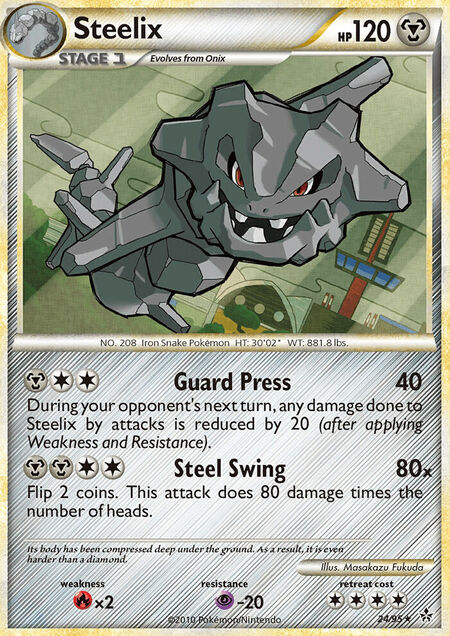 Steelix HP 120
STAGE 1 Evolves from Onix
NO. 208 Iron Snake Pokémon HT: 30'02" WT: 881.8 lbs.
Guard Press 40
During your opponent's next turn, any damage done to
Steelix by attacks is reduced by 20 (after applying
Weakness and Resistance).
Steel Swing 80x
Flip 2 coins. This attack does 80 damage times the
number of heads.
Its body has been compressed deep under the ground. As a result, it is even
harder than a diamond.
Illus. Masakazu Fukuda
weakness resistance retreat cost
×2 -20
24/95★
©2010 Pokémon/Nintendo